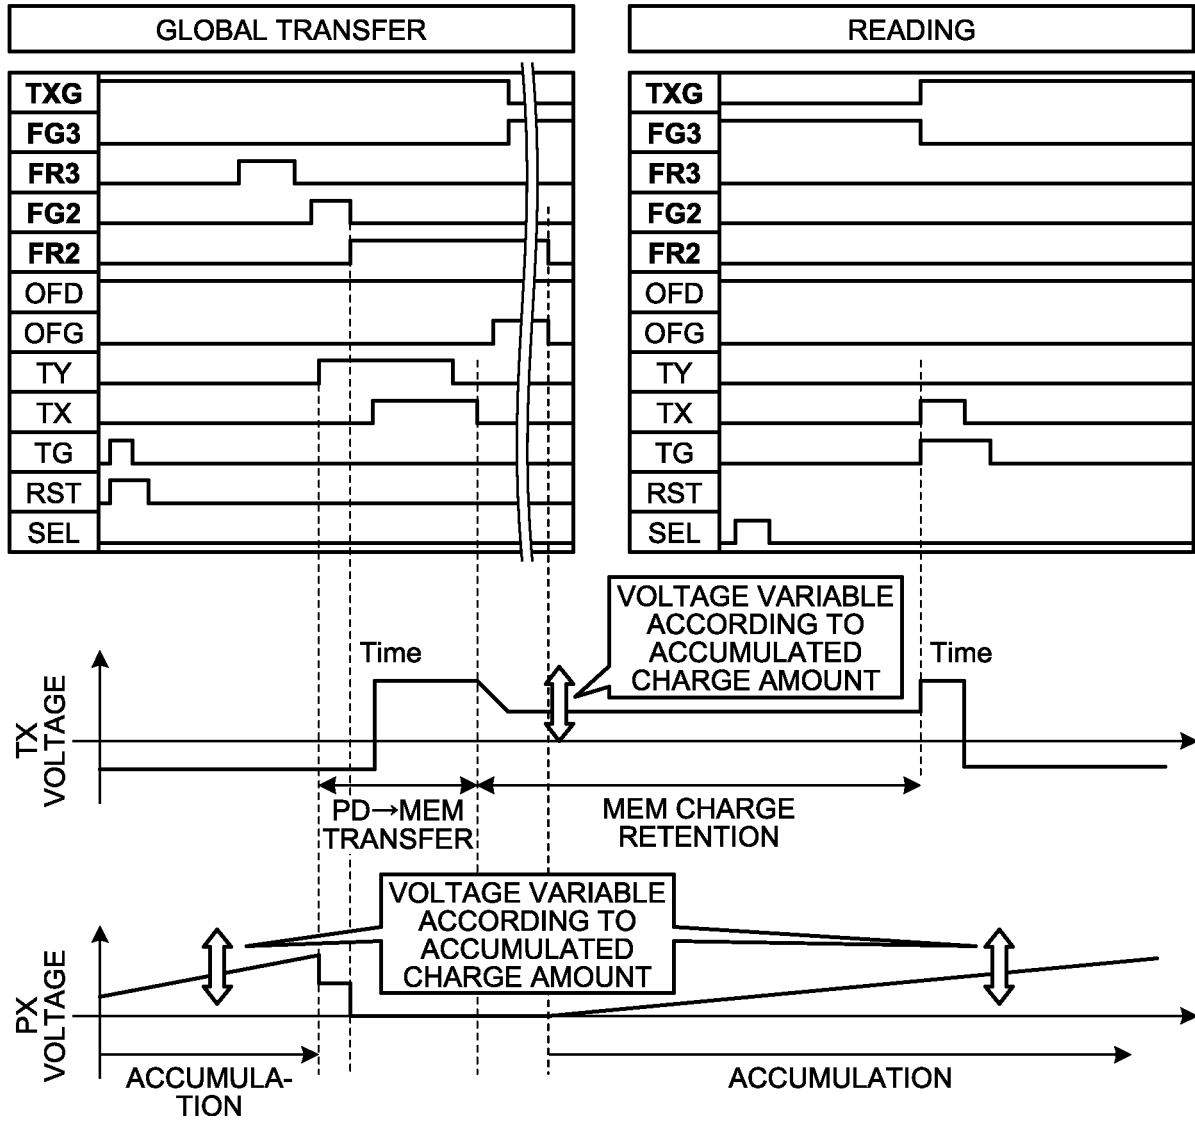 GLOBAL TRANSFER
TXG
FG3
FR3
FG2
FR2
OFD
OFG
TY
TX
TG
RST
SEL
READING
TXG
FG3
FR3
FG2
FR2
OFD
OFG
TY
TX
TG
RST
SEL
VOLTAGE VARIABLE
ACCORDING TO
ACCUMULATED
CHARGE AMOUNT
Time
Time
TX
VOLTAGE
PD→MEM
TRANSFER
MEM CHARGE
RETENTION
VOLTAGE VARIABLE
ACCORDING TO
ACCUMULATED
CHARGE AMOUNT
PX
VOLTAGE
ACCUMULA-
TION
ACCUMULATION